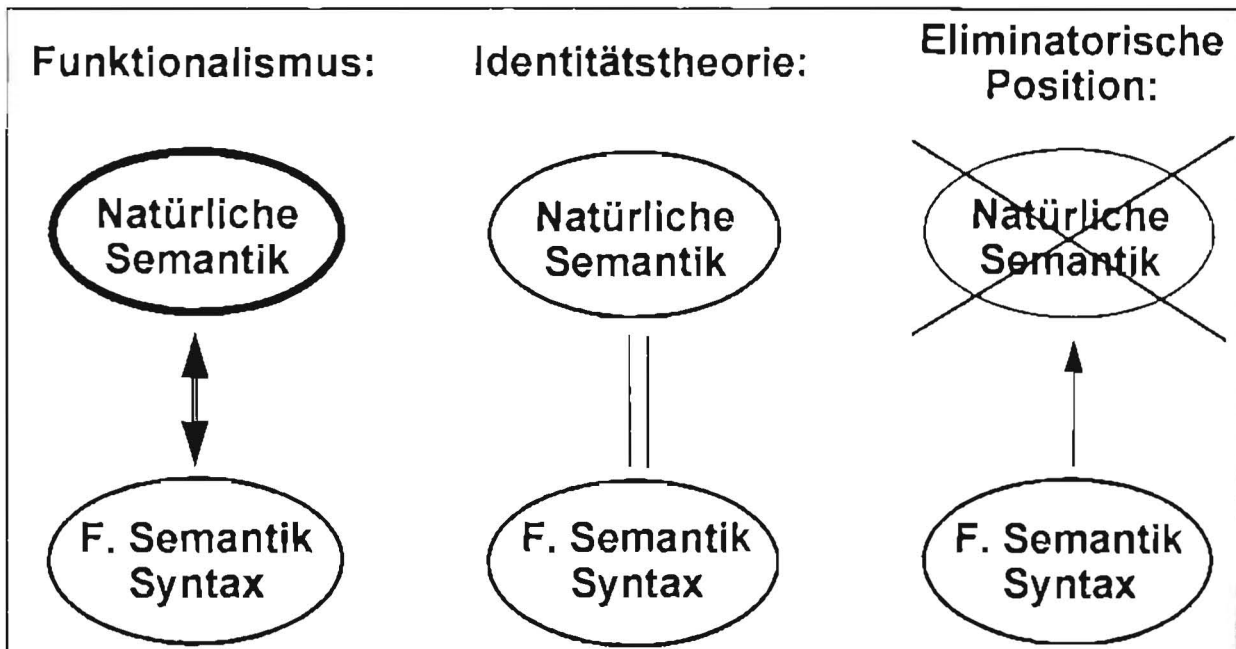 Funktionalismus:
Identitätstheorie:
Eliminatorische
Position:
Natürliche
Semantik
Natürliche
Semantik
Natürliche
Semantik
F. Semantik
Syntax
F. Semantik
Syntax
F. Semantik
Syntax